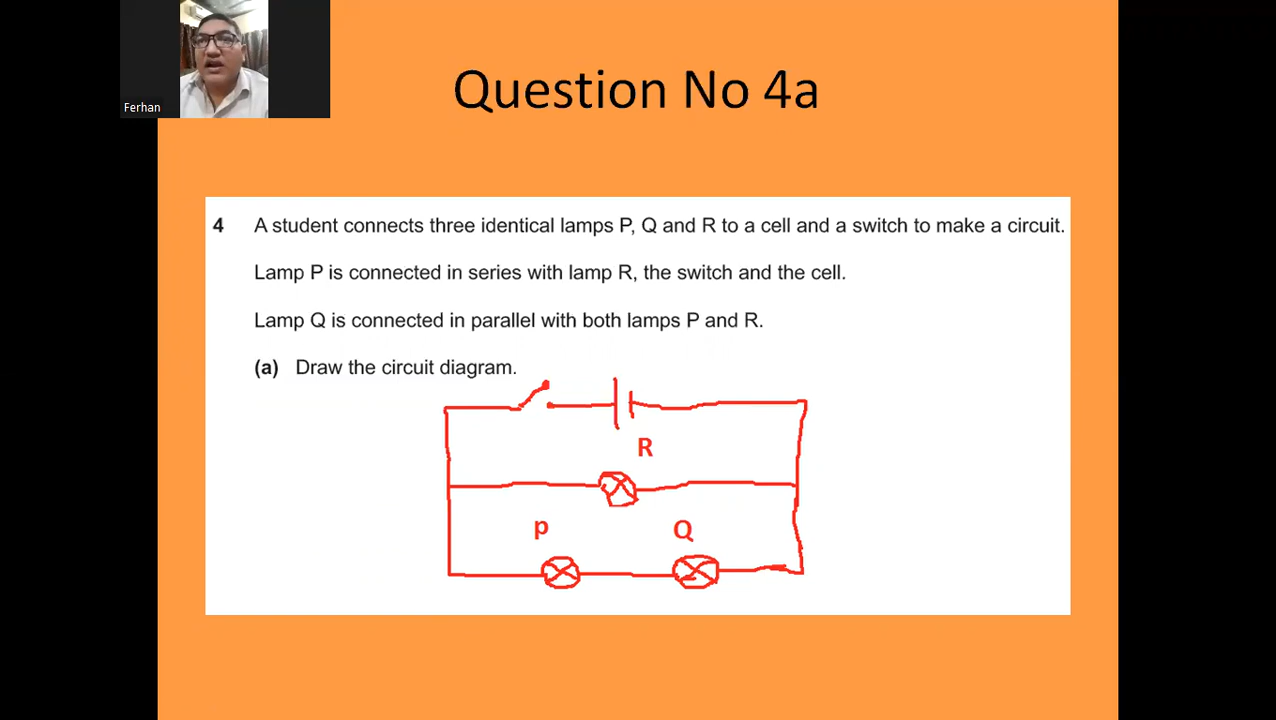 Ferhan
Question No 4a
4 A student connects three identical lamps P, Q and R to a cell and a switch to make a circuit.
Lamp P is connected in series with lamp R, the switch and the cell.
Lamp Q is connected in parallel with both lamps P and R.
(a) Draw the circuit diagram.
R
p Q